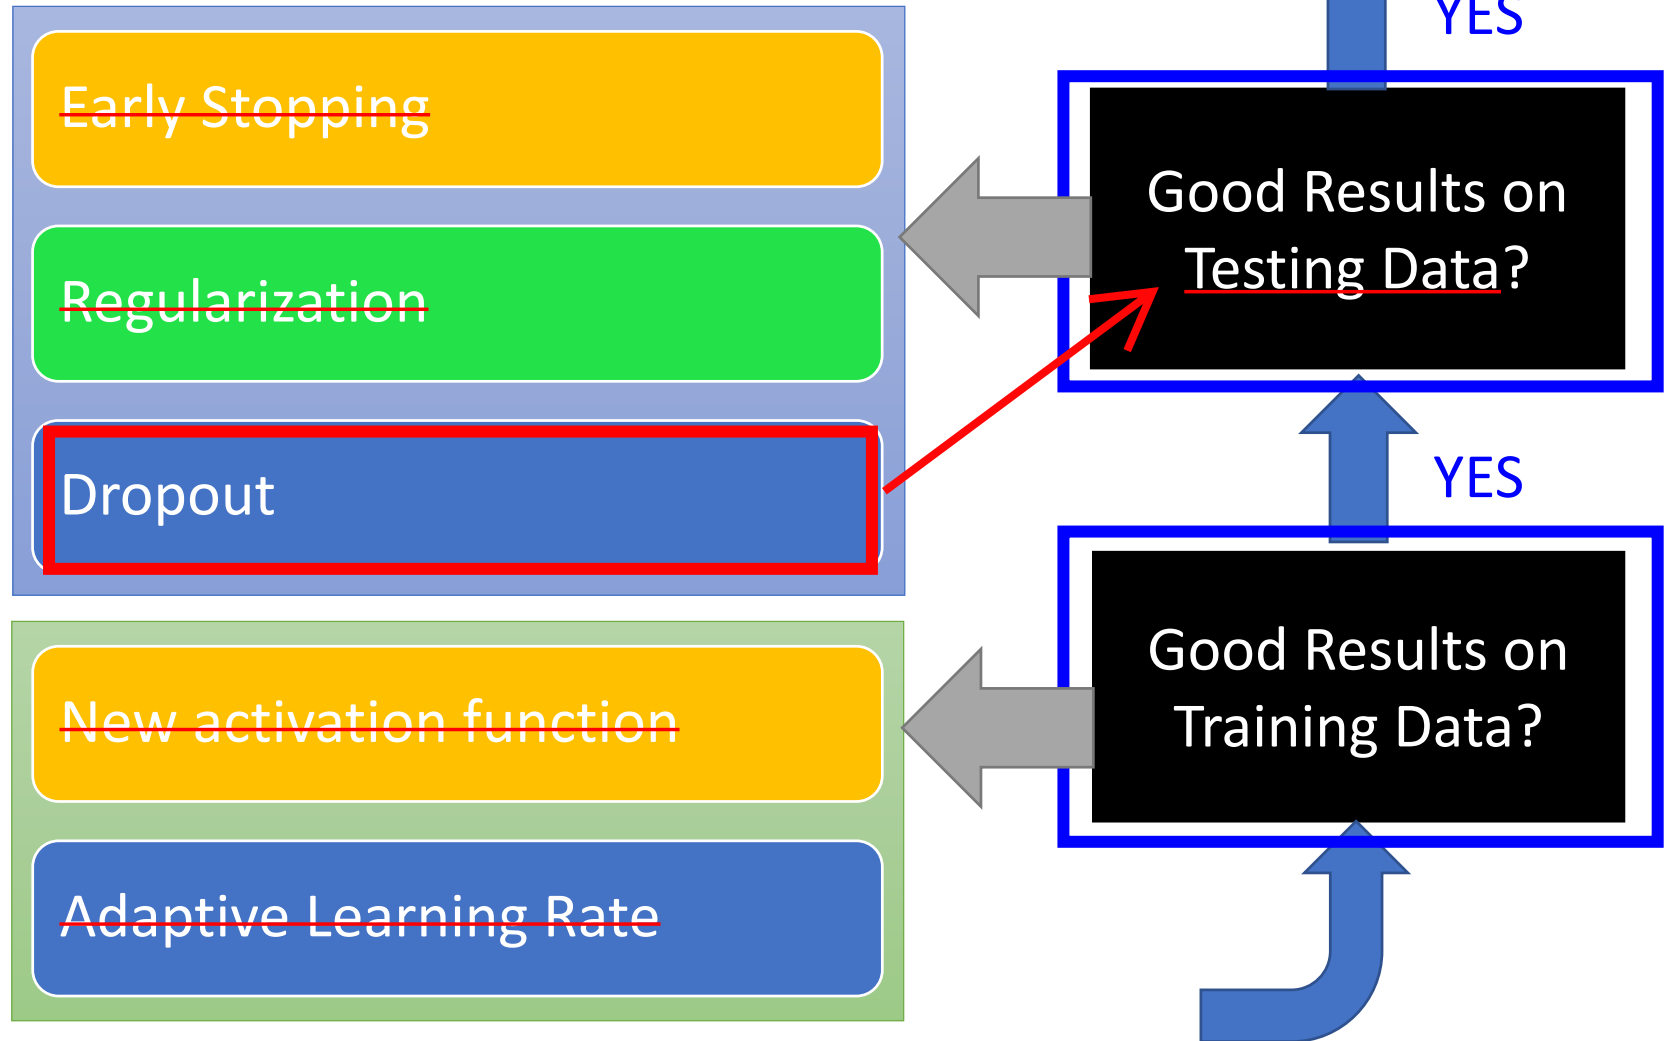 YES
Early Stopping
Good Results on
Testing Data?
Regularization
Dropout
YES
Good Results on
Training Data?
New activation function
Adaptive Learning Rate